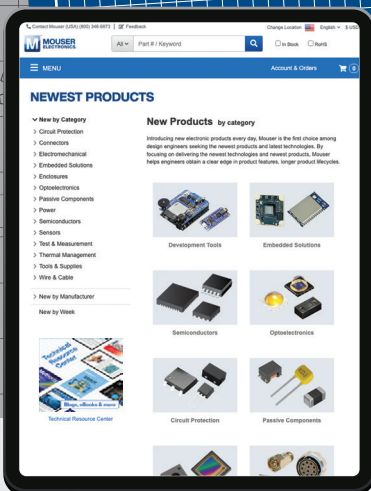 Contact Mouser (USA) (800) 346-6873 | Feedback
Change Location English $ USD
MOUSER
ELECTRONICS
All Part # / Keyword
In Stock RoHS
MENU
Account & Orders 0
NEWEST PRODUCTS
New by Category
Circuit Protection
Connectors
Electromechanical
Embedded Solutions
Enclosures
Optoelectronics
Passive Components
Power
Semiconductors
Sensors
Test & Measurement
Thermal Management
Tools & Supplies
Wire & Cable
New by Manufacturer
New by Week
Technical
Resource
Center
Blogs, eBooks & more
Technical Resource Center
New Products by category
Introducing new electronic products every day, Mouser is the first choice among
design engineers seeking the newest products and latest technologies. By
focusing on delivering the newest technologies and newest products, Mouser
helps engineers obtain a clear edge in product features, longer product lifecycles.
Development Tools
Embedded Solutions
Semiconductors
Optoelectronics
Circuit Protection
Passive Components